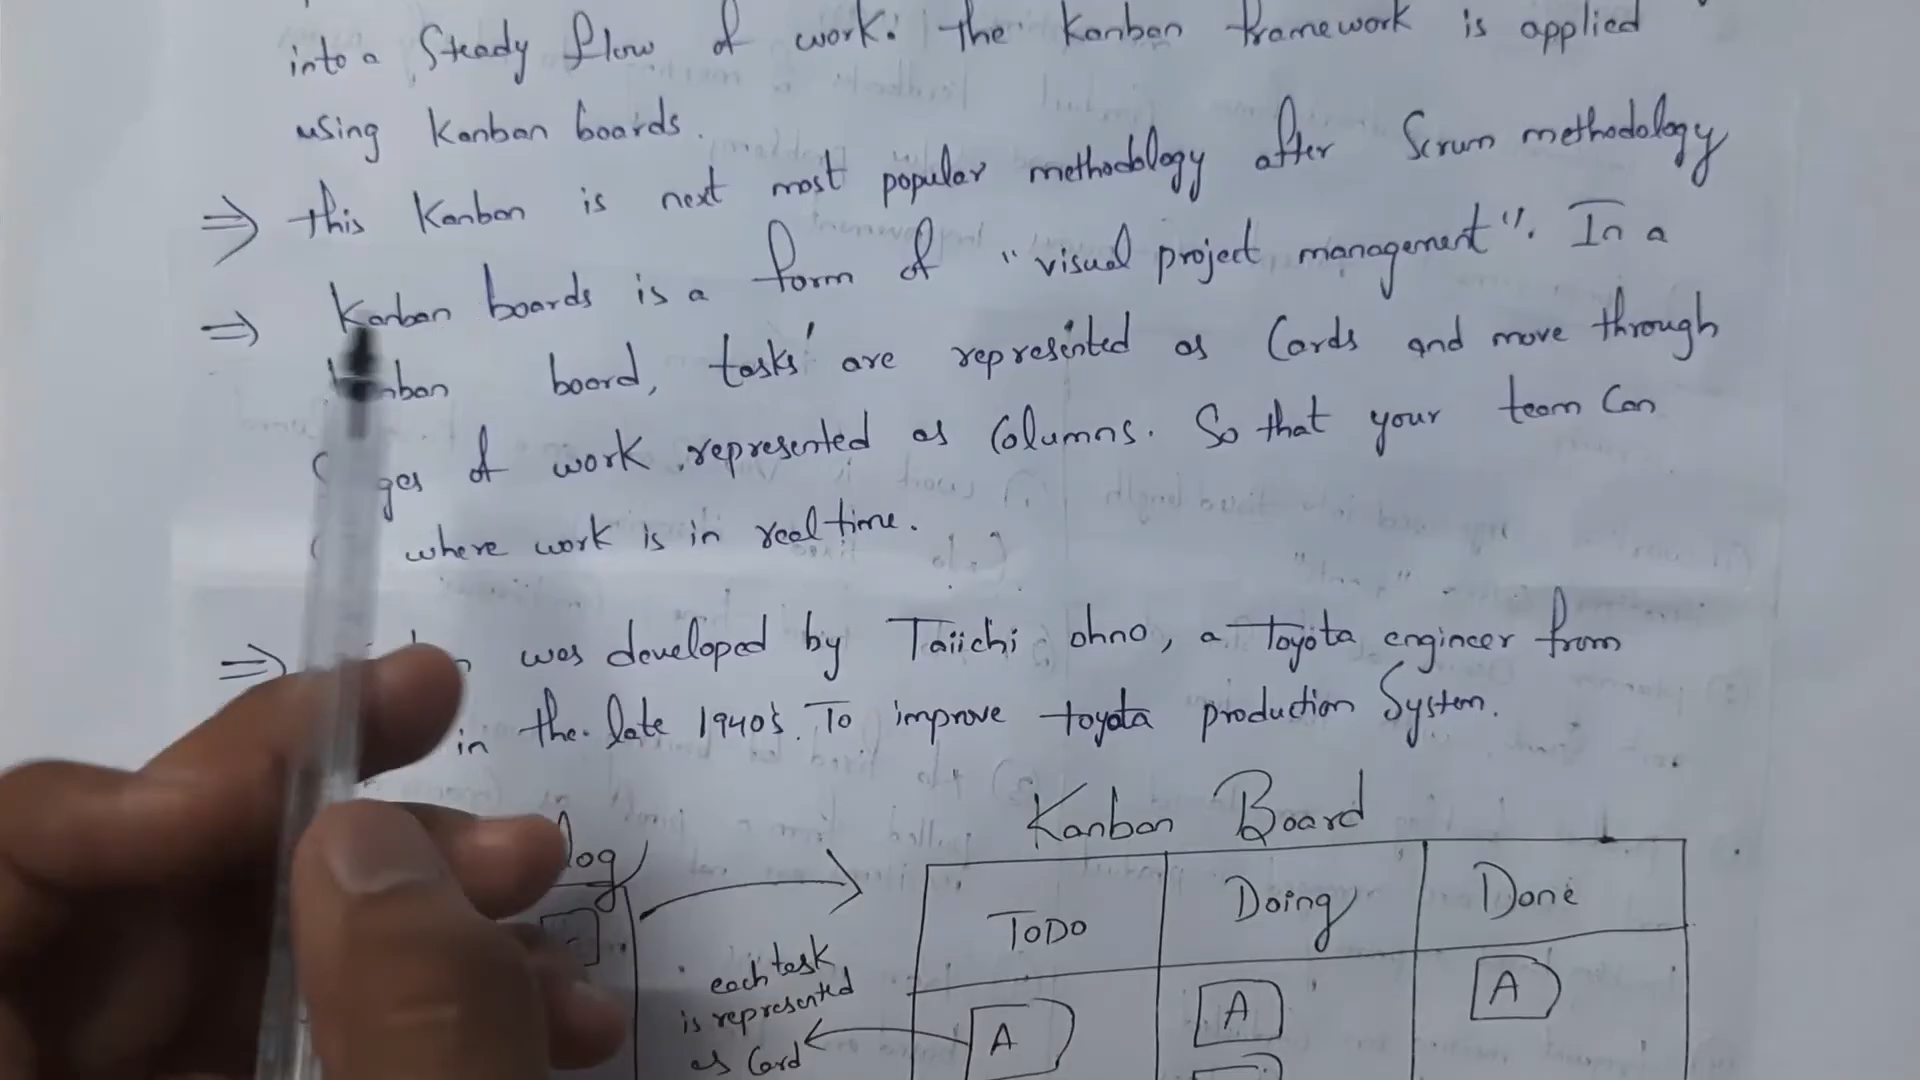 into a Steady flow of work. the Kanban framework is applied
using Kanban boards.
⇒ this Kanban is next most popular methodology after Scrum methodology
⇒ Kanban boards is a form of "visual project management". In a
board, tasks' are represented as Cards and move through
of work represented as Columns. So that your team Can
where work is in real time.
⇒ was developed by Taiichi ohno, a Toyota engineer from
in the late 1940's. To improve toyota production System.
Kanban Board
ToDo Doing Done
each task
is represented
as Card
A A A